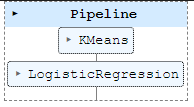 ▸ Pipeline
▸ KMeans
▸ LogisticRegression